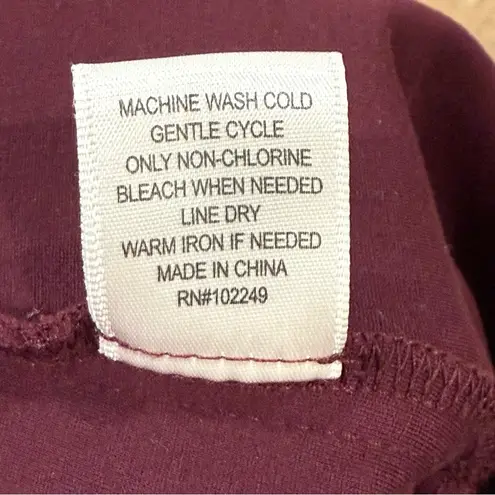 MACHINE WASH COLD
GENTLE CYCLE
ONLY NON-CHLORINE
BLEACH WHEN NEEDED
LINE DRY
WARM IRON IF NEEDED
MADE IN CHINA
RN#102249